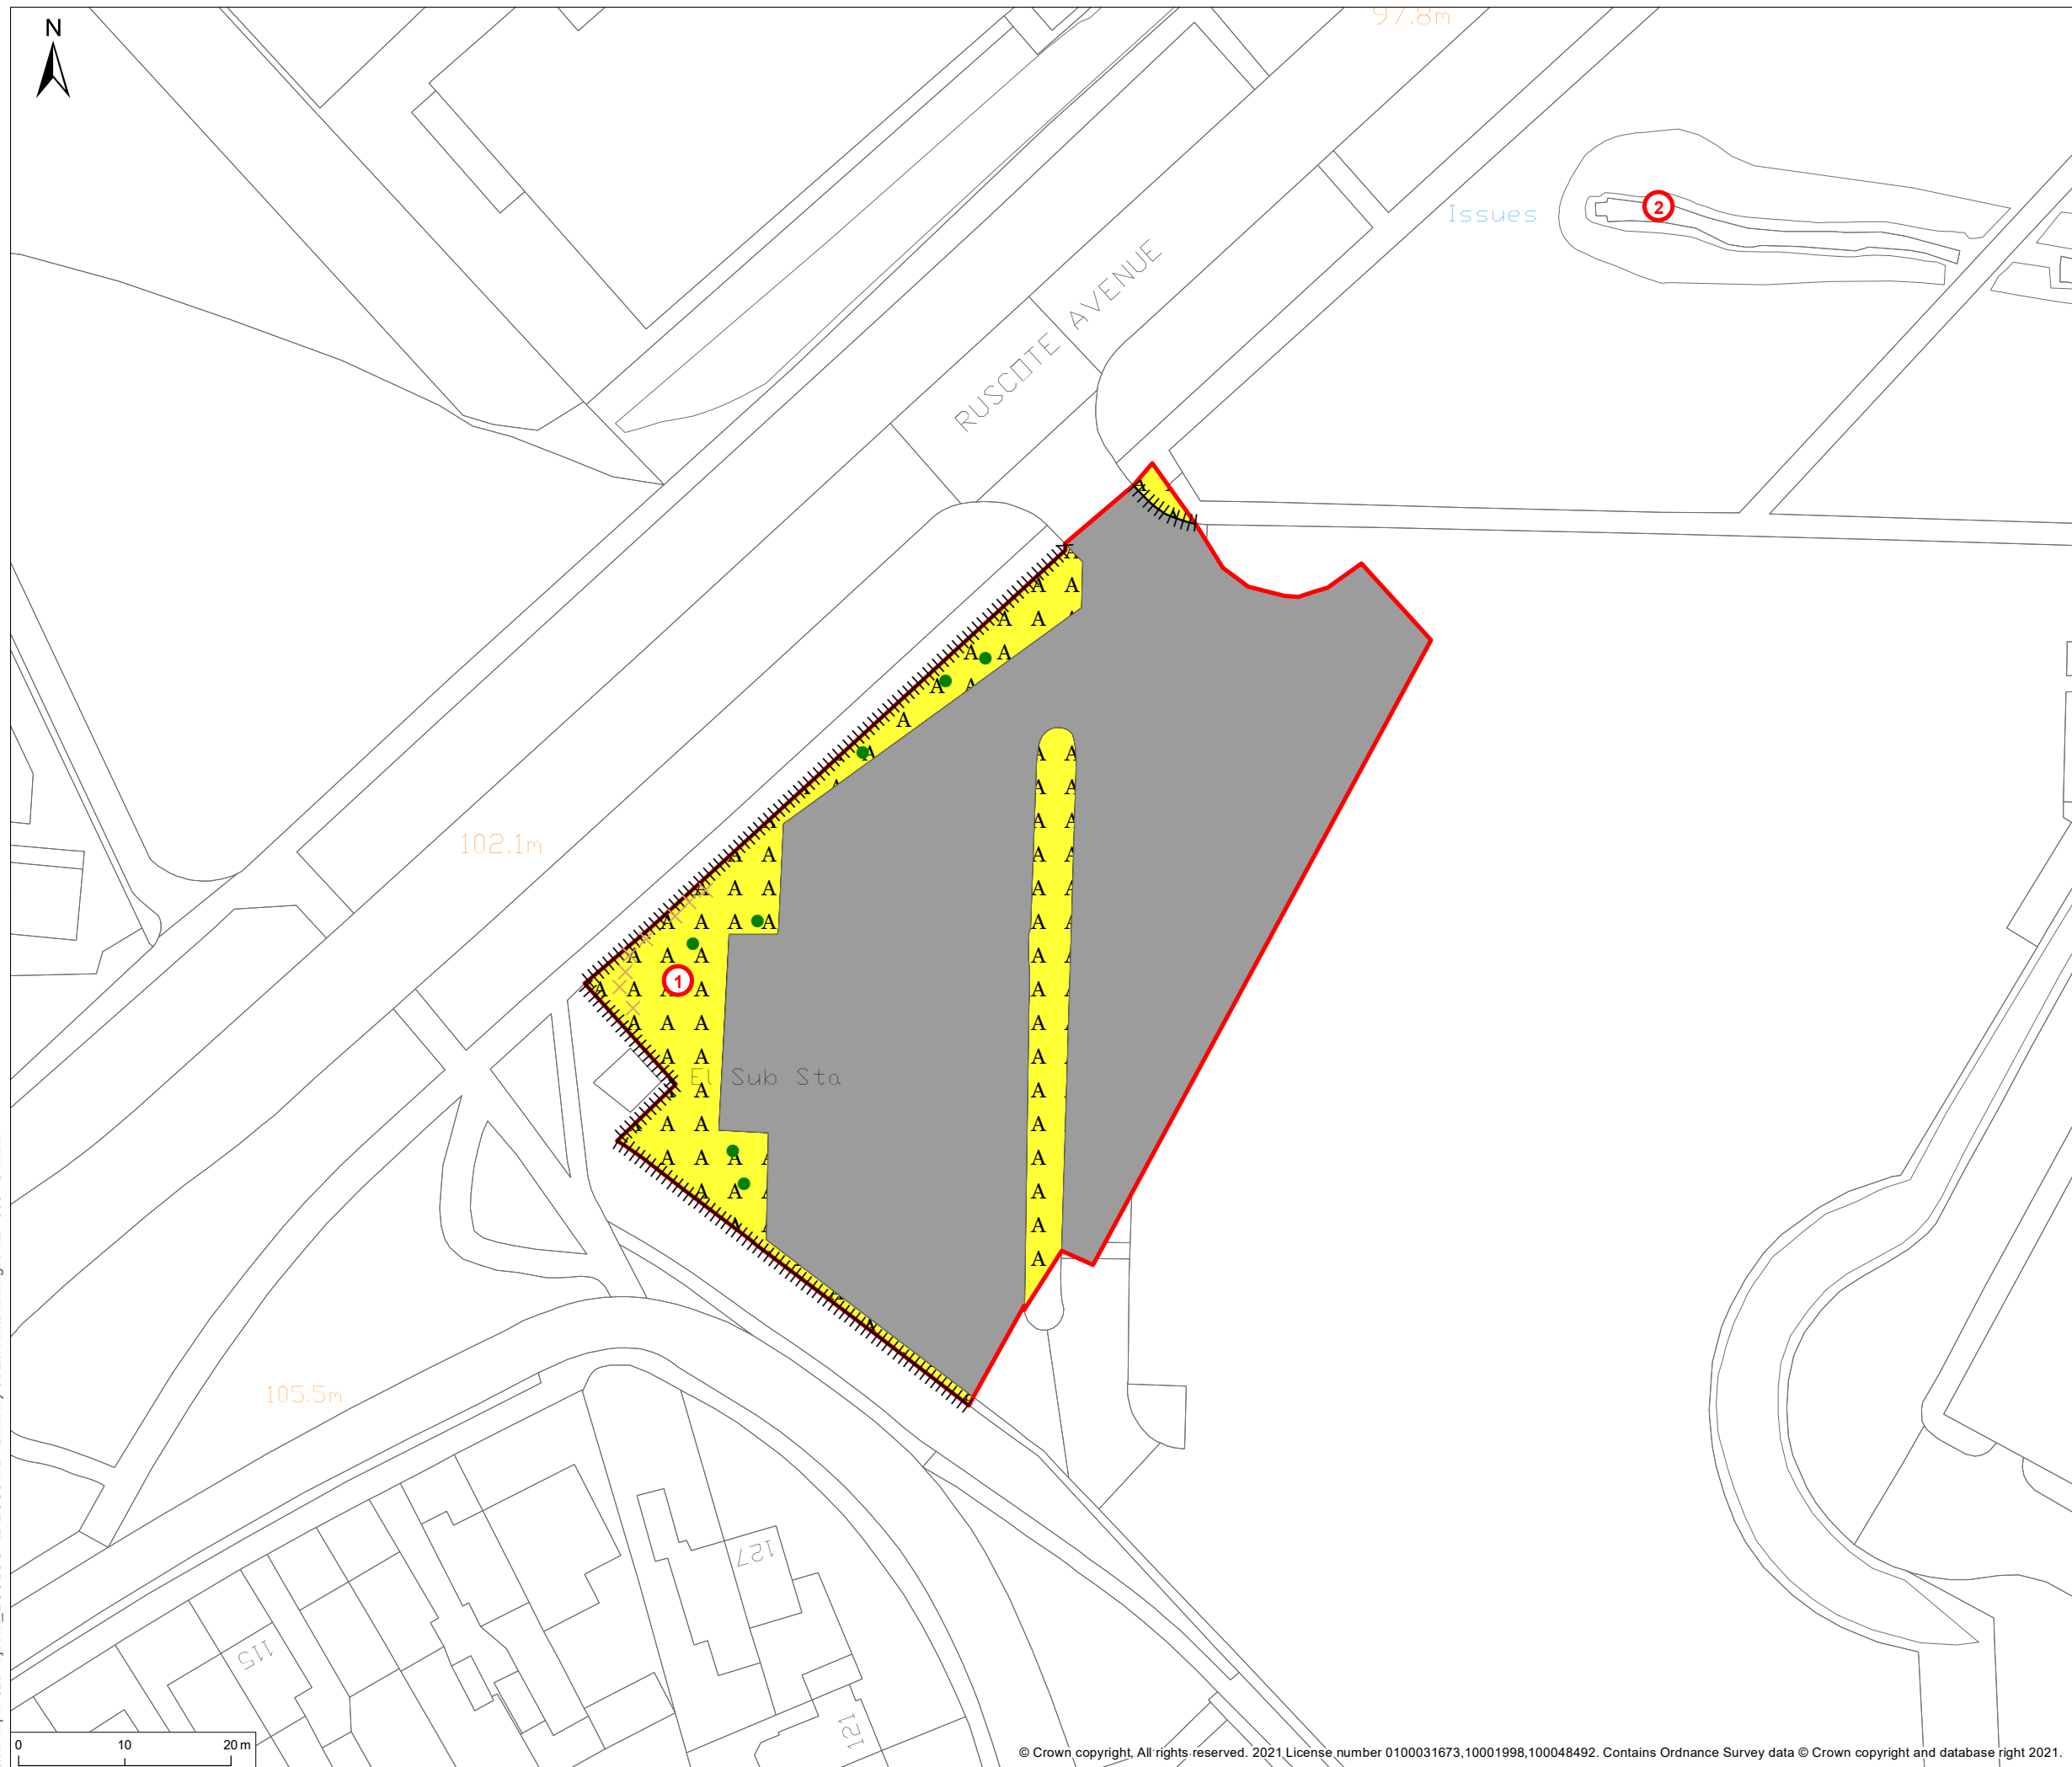 N
97.8m
2
Issues
RUSCOTE AVENUE
102.1m
1
El Sub Sta
105.5m
127
115
121
0 10 20 m
© Crown copyright, All rights reserved. 2021 License number 0100031673,10001998,100048492. Contains Ordnance Survey data © Crown copyright and database right 2021.